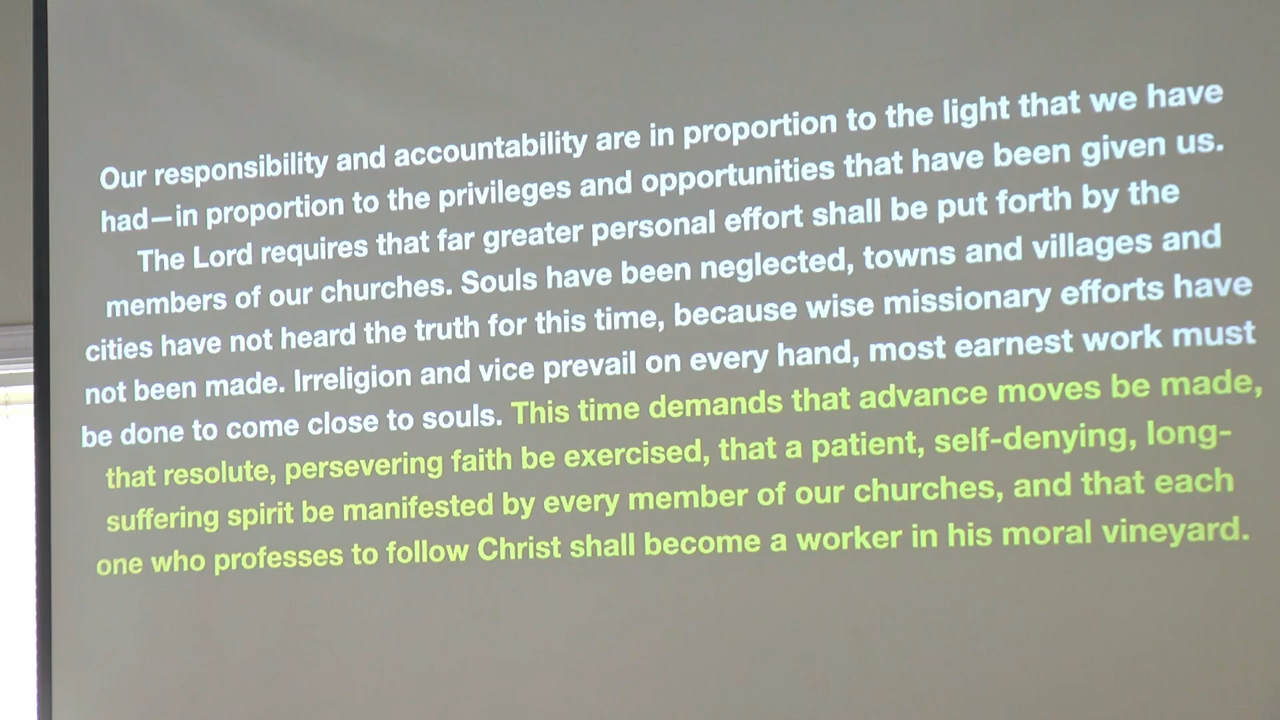 Our responsibility and accountability are in proportion to the light that we have
had—in proportion to the privileges and opportunities that have been given us.
The Lord requires that far greater personal effort shall be put forth by the
members of our churches. Souls have been neglected, towns and villages and
cities have not heard the truth for this time, because wise missionary efforts have
not been made. Irreligion and vice prevail on every hand, most earnest work must
be done to come close to souls. This time demands that advance moves be made,
that resolute, persevering faith be exercised, that a patient, self-denying, long-
suffering spirit be manifested by every member of our churches, and that each
one who professes to follow Christ shall become a worker in his moral vineyard.